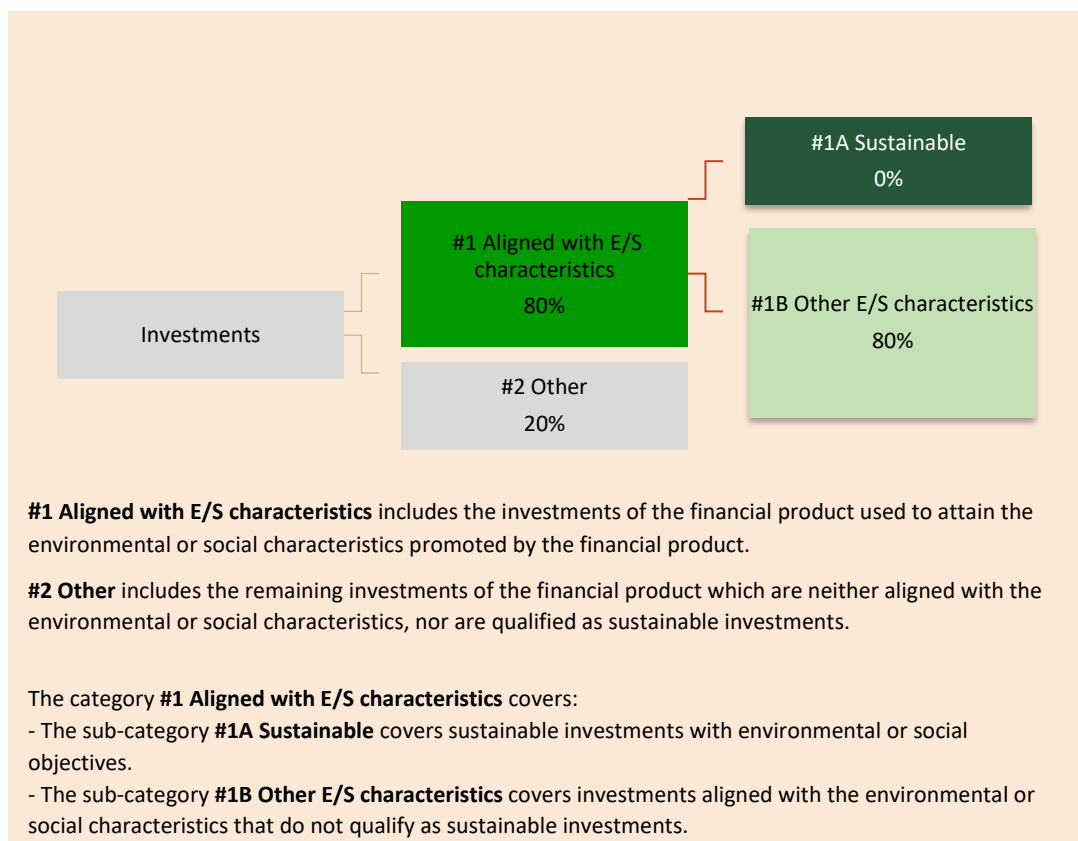 #1A Sustainable
0%
#1 Aligned with E/S
characteristics
80%
#1B Other E/S characteristics
80%
Investments
#2 Other
20%
#1 Aligned with E/S characteristics includes the investments of the financial product used to attain the
environmental or social characteristics promoted by the financial product.
#2 Other includes the remaining investments of the financial product which are neither aligned with the
environmental or social characteristics, nor are qualified as sustainable investments.
The category #1 Aligned with E/S characteristics covers:
- The sub-category #1A Sustainable covers sustainable investments with environmental or social
objectives.
- The sub-category #1B Other E/S characteristics covers investments aligned with the environmental or
social characteristics that do not qualify as sustainable investments.